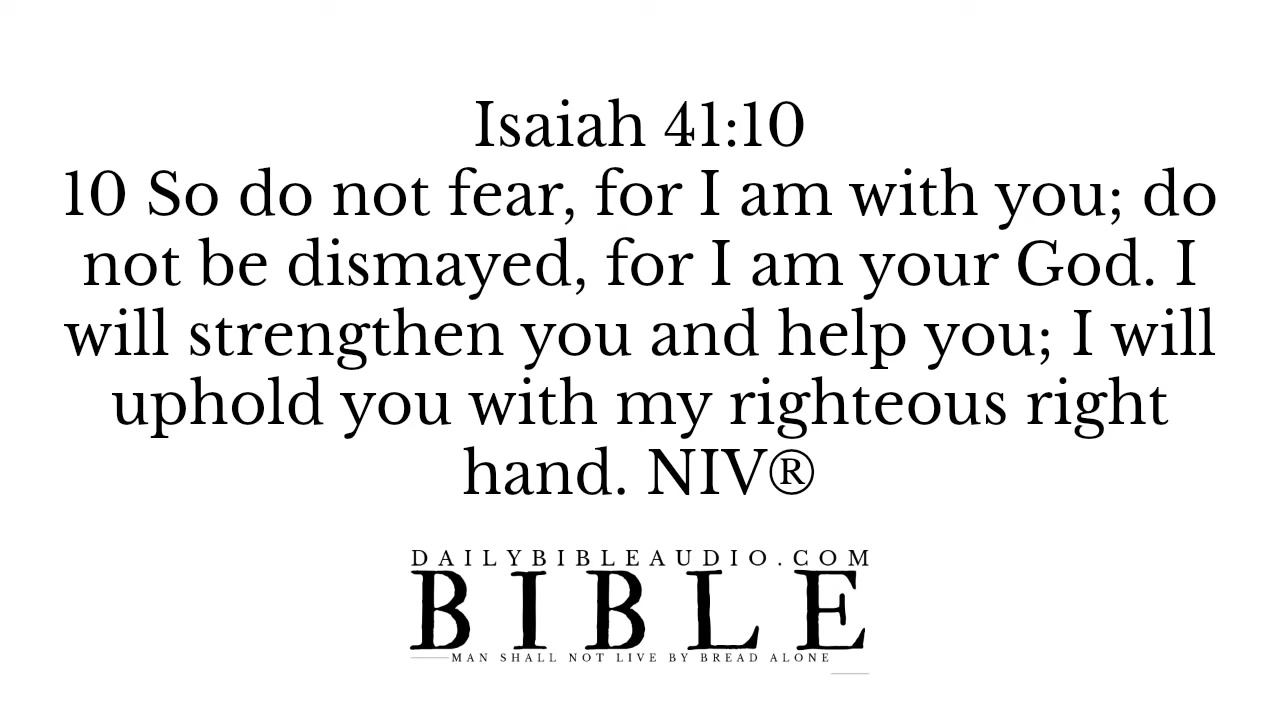 Isaiah 41:10
10 So do not fear, for I am with you; do
not be dismayed, for I am your God. I
will strengthen you and help you; I will
uphold you with my righteous right
hand. NIV®
DAILYBIBLEAUDIO.COM
BIBLE
MAN SHALL NOT LIVE BY BREAD ALONE